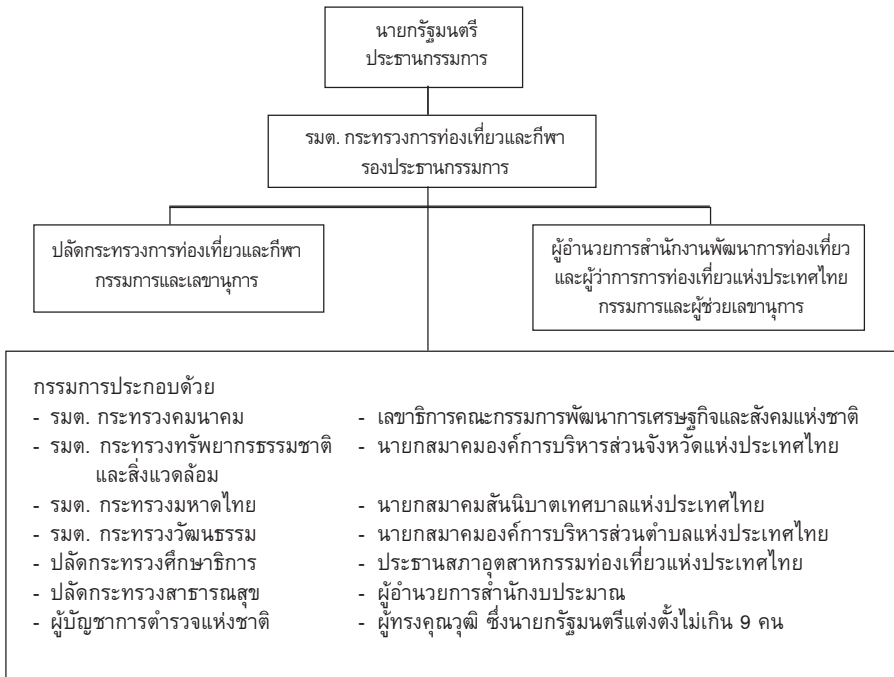 นายกรัฐมนตรี
ประธานกรรมการ
รมต. กระทรวงการท่องเที่ยวและกีฬา
รองประธานกรรมการ
ปลัดกระทรวงการท่องเที่ยวและกีฬา
กรรมการและเลขานุการ
ผู้อำนวยการสำนักงานพัฒนาการท่องเที่ยว
และผู้ว่าการการท่องเที่ยวแห่งประเทศไทย
กรรมการและผู้ช่วยเลขานุการ
กรรมการประกอบด้วย
- รมต. กระทรวงคมนาคม
- รมต. กระทรวงทรัพยากรธรรมชาติ
และสิ่งแวดล้อม
- รมต. กระทรวงมหาดไทย
- รมต. กระทรวงวัฒนธรรม
- ปลัดกระทรวงศึกษาธิการ
- ปลัดกระทรวงสาธารณสุข
- ผู้บัญชาการตำรวจแห่งชาติ
- เลขาธิการคณะกรรมการพัฒนาการเศรษฐกิจและสังคมแห่งชาติ
- นายกสมาคมองค์การบริหารส่วนจังหวัดแห่งประเทศไทย
- นายกสมาคมสันนิบาตเทศบาลแห่งประเทศไทย
- นายกสมาคมองค์การบริหารส่วนตำบลแห่งประเทศไทย
- ประธานสภาอุตสาหกรรมท่องเที่ยวแห่งประเทศไทย
- ผู้อำนวยการสำนักงบประมาณ
- ผู้ทรงคุณวุฒิ ซึ่งนายกรัฐมนตรีแต่งตั้งไม่เกิน 9 คน